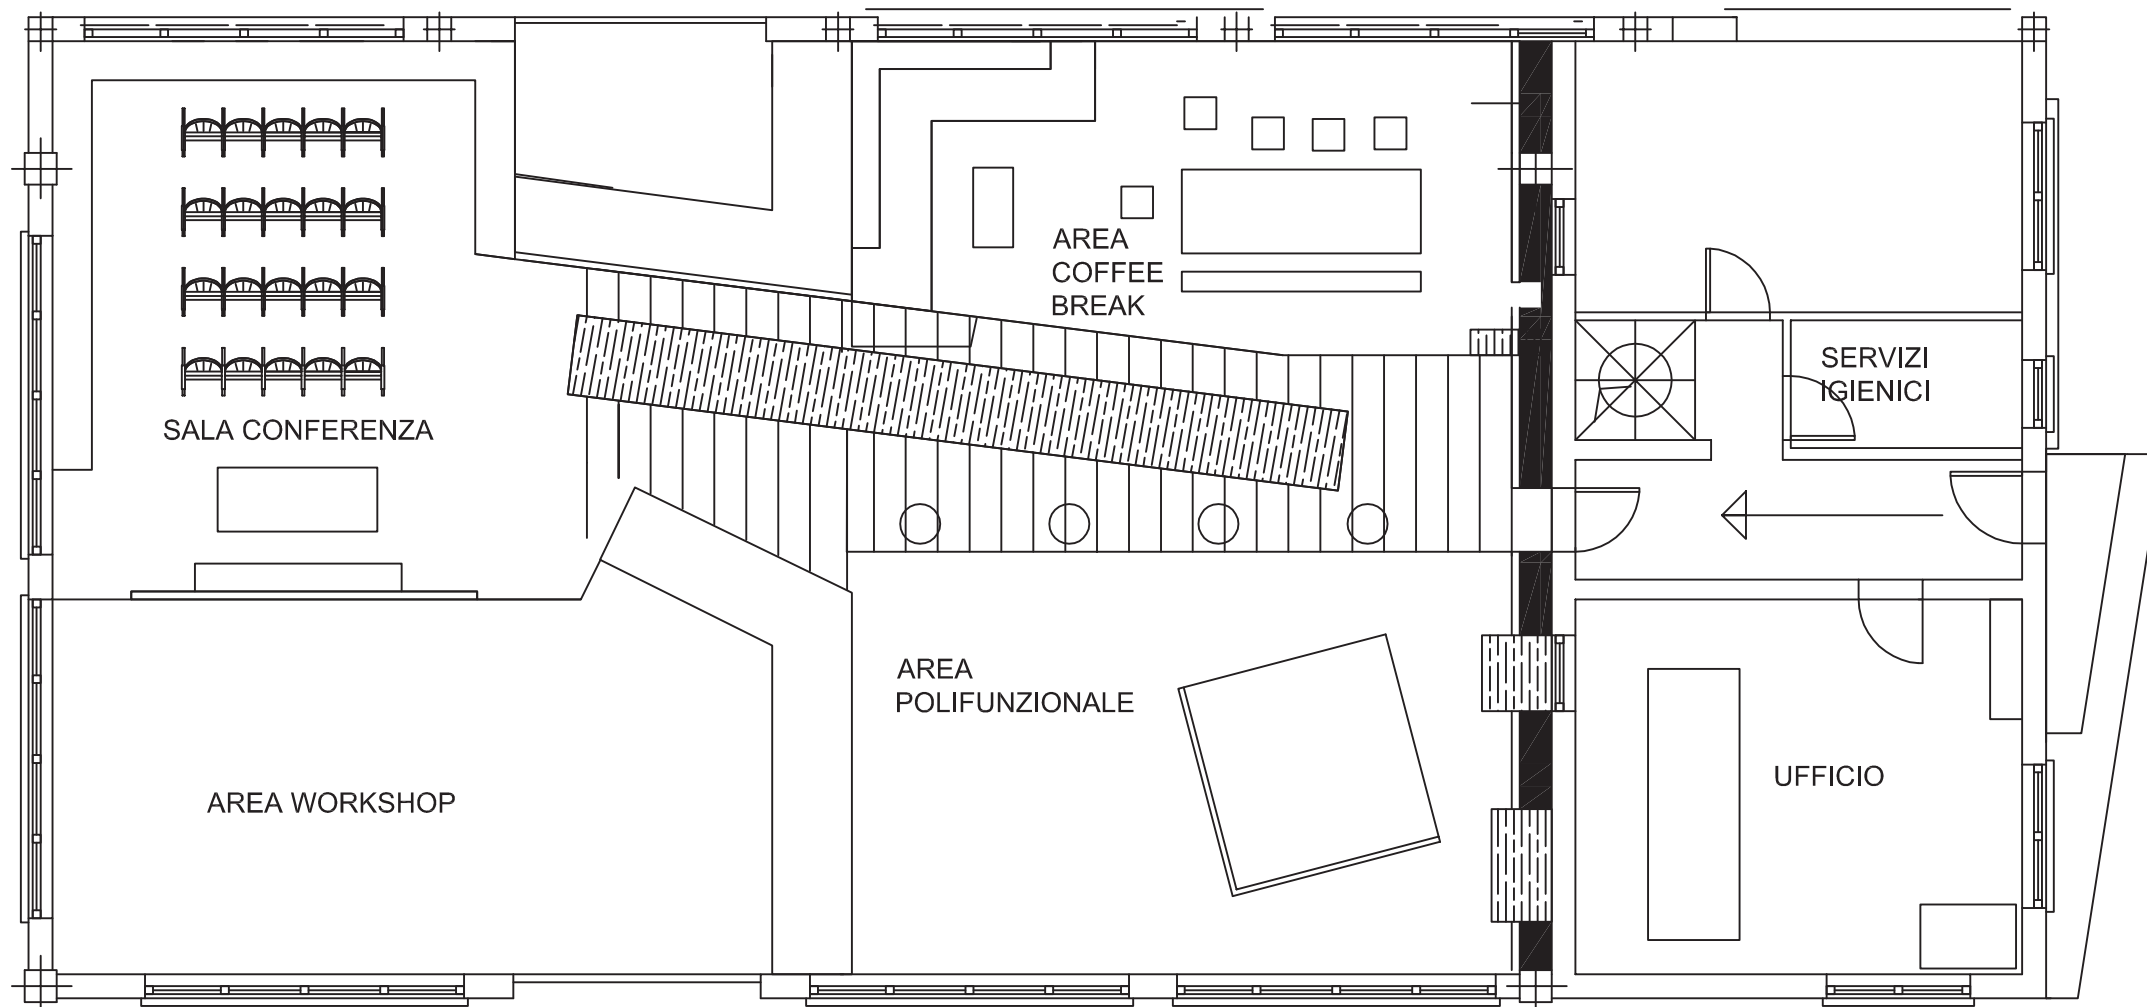 AREA
COFFEE
BREAK
SERVIZI
IGIENICI
SALA CONFERENZA
AREA
POLIFUNZIONALE
UFFICIO
AREA WORKSHOP